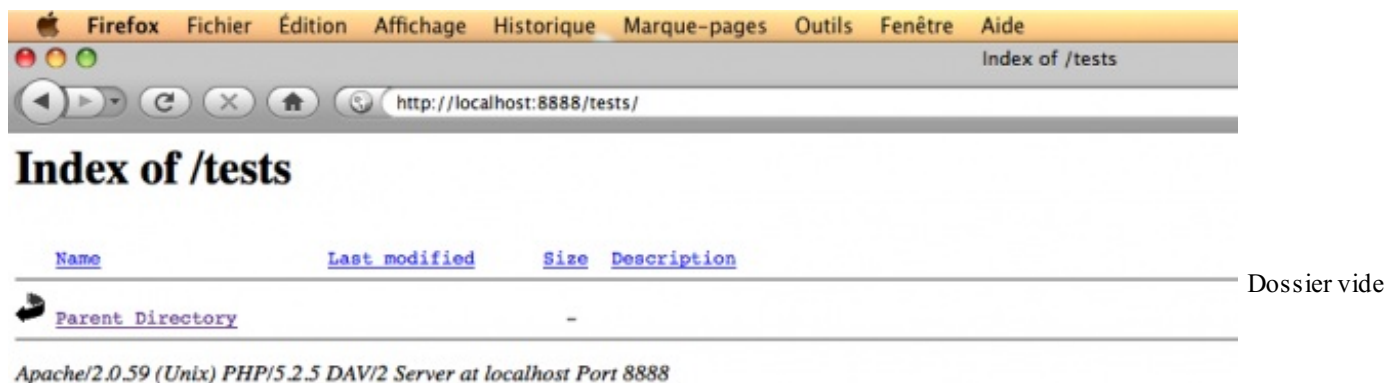 Firefox Fichier Édition Affichage Historique Marque-pages Outils Fenêtre Aide
Index of /tests
http://localhost:8888/tests/
Index of /tests
Name Last modified Size Description
Parent Directory -
Apache/2.0.59 (Unix) PHP/5.2.5 DAV/2 Server at localhost Port 8888
Dossier vide